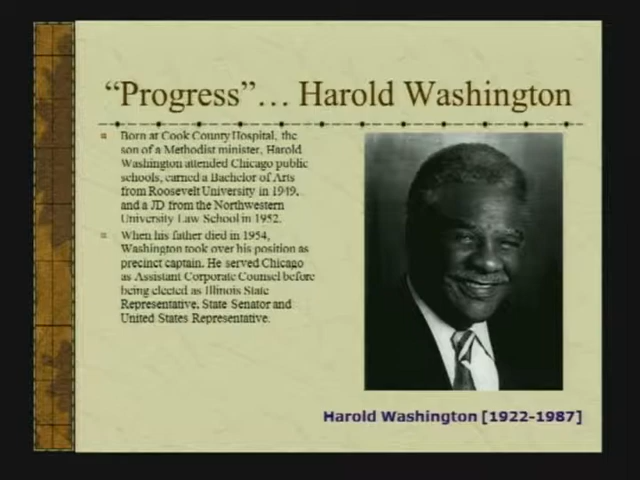 “Progress”... Harold Washington
Born at Cook County Hospital, the
son of a Methodist minister, Harold
Washington attended Chicago public
schools, earned a Bachelor of Arts
from Roosevelt University in 1949,
and a JD from the Northwestern
University Law School in 1952.
When his father died in 1954,
Washington took over his position as
precinct captain. He served Chicago
as Assistant Corporate Counsel before
being elected as Illinois State
Representative, State Senator and
United States Representative.
Harold Washington [1922-1987]